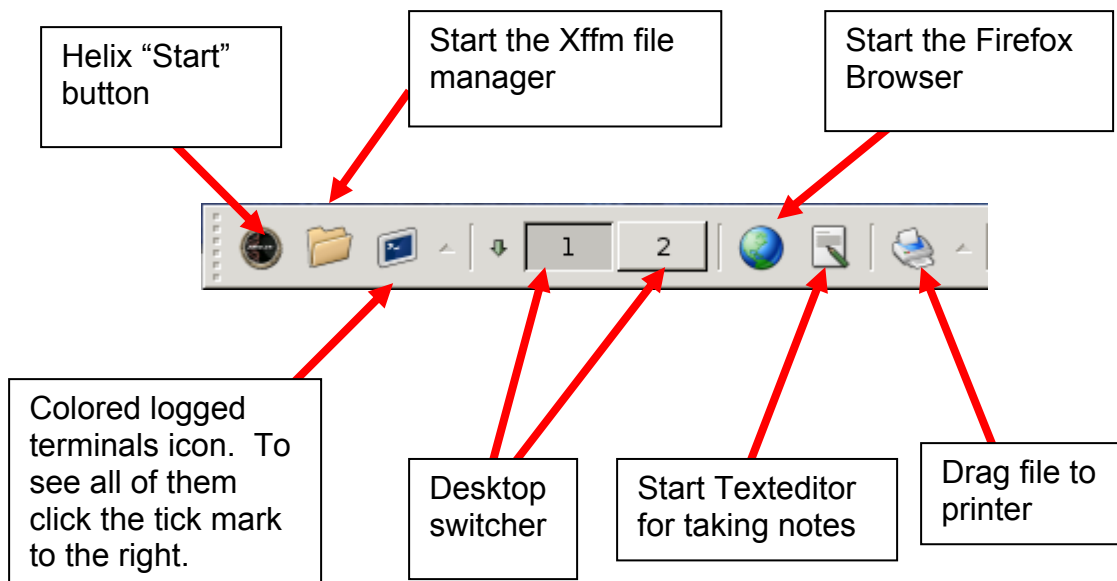 Helix “Start”
button
Start the Xffm file
manager
Start the Firefox
Browser
1
2
Colored logged
terminals icon.  To
see all of them
click the tick mark
to the right.
Desktop
switcher
Start Texteditor
for taking notes
Drag file to
printer